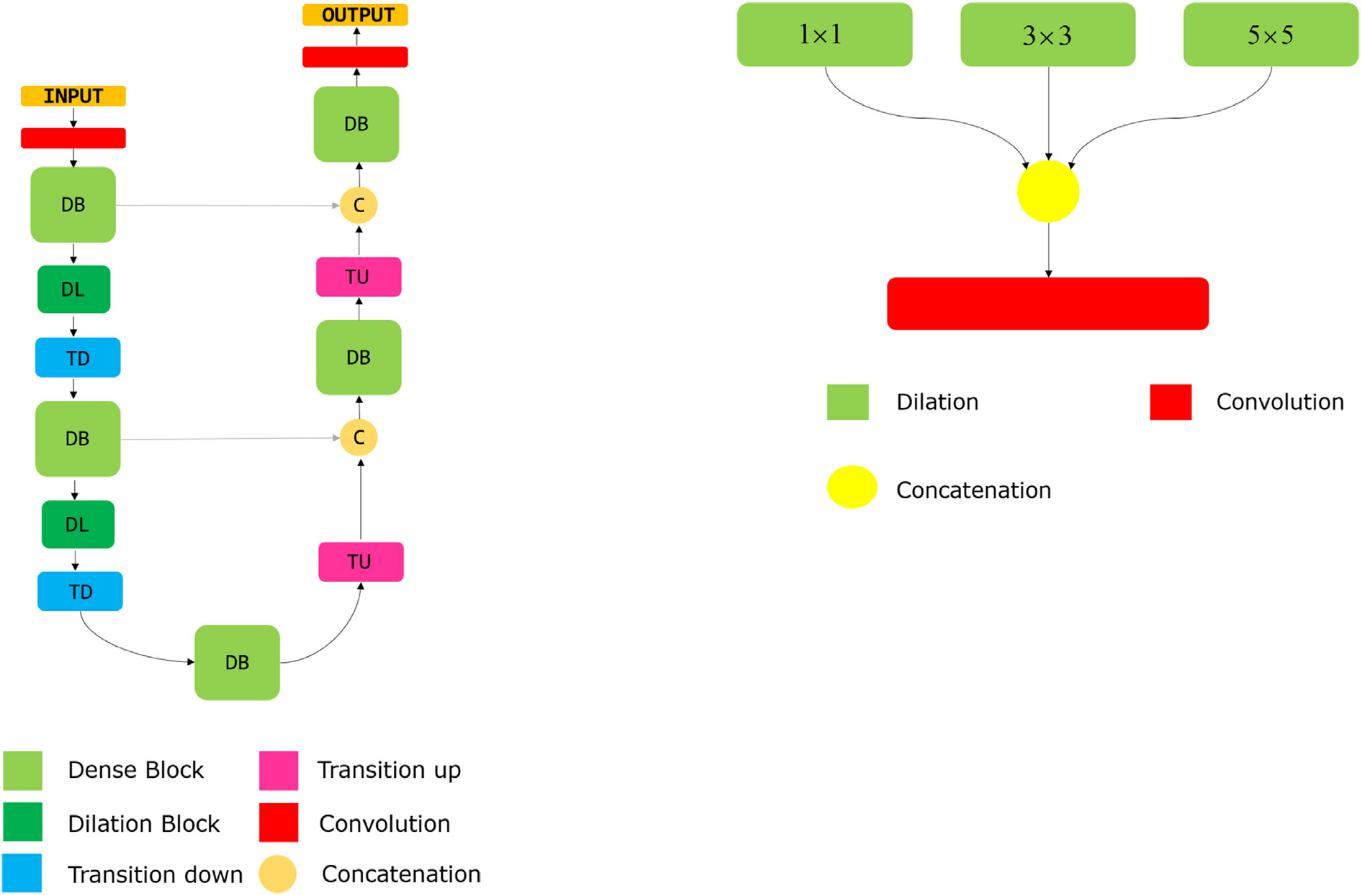 INPUT
DB
DL
TD
DB
DL
TD
DB
TU
C
DB
TU
C
DB
OUTPUT
Dense Block
Transition up
Dilation Block
Convolution
Transition down
Concatenation
1×1
3×3
5×5
Dilation
Convolution
Concatenation